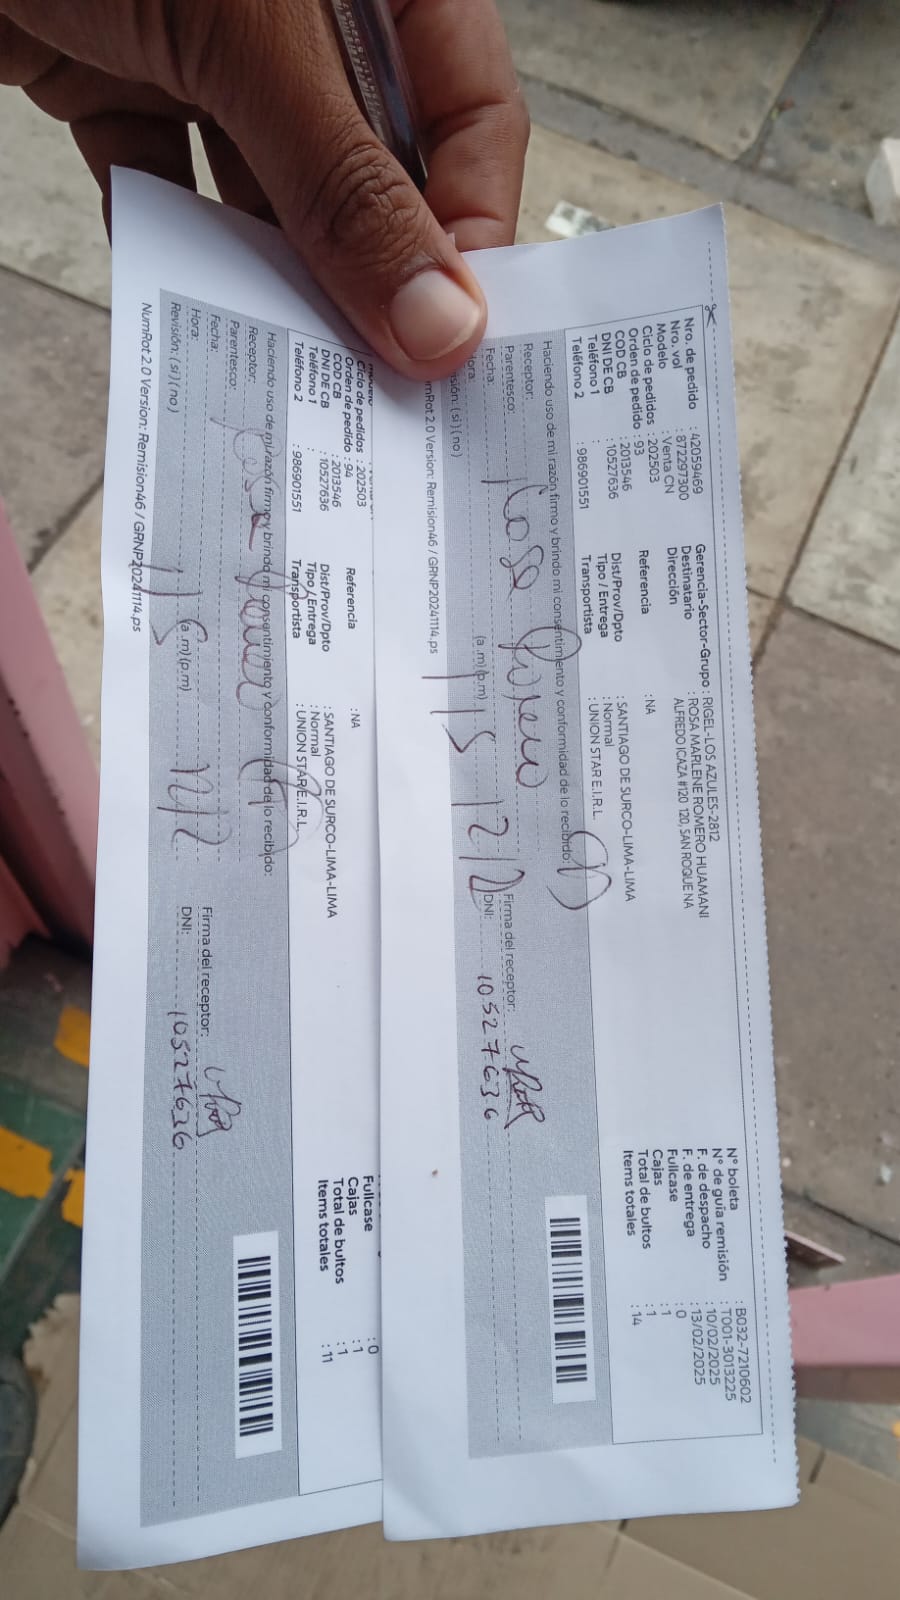 Nro. de pedido : 42059469
Nro. vol : 872297300
Modelo : Venta CN
Ciclo de pedidos : 202503
Orden de pedido : 93
COD CB : 2013546
DNI DE CB : 10527636
Teléfono 1 :
Teléfono 2 : 986901551
Gerencia-Sector-Grupo : RIGEL-LOS AZULES-2812
Destinatario : ROSA MARLENE ROMERO HUAMANI
Dirección ALFREDO ICAZA #120 120, SAN ROQUE NA
Referencia : NA
Dist/Prov/Dpto : SANTIAGO DE SURCO-LIMA-LIMA
Tipo / Entrega : Normal
Transportista : UNION STAR E.I.R.L.
N° boleta : B032-7210602
N° de guía remisión : T001-3013225
F. de despacho : 10/02/2025
F. de entrega : 13/02/2025
Fullcase : 0
Cajas : 1
Total de bultos : 1
Items totales : 14
Haciendo uso de mi razón firmo y brindo mi consentimiento y conformidad de lo recibido:
Receptor:
Parentesco:
Fecha:
Hora: (a.m) (p.m)
(si) (no)
Firma del receptor:
DNI: 10527636
2.0 Version: Remision46 / GRNP20241114.ps
Ciclo de pedidos : 202503
Orden de pedido : 94
COD CB : 2013546
DNI DE CB : 10527636
Teléfono 1 :
Teléfono 2 : 986901551
Referencia : NA
Dist/Prov/Dpto : SANTIAGO DE SURCO-LIMA-LIMA
Tipo / Entrega : Normal
Transportista : UNION STAR E.I.R.L.
Fullcase : 0
Cajas : 1
Total de bultos : 1
Items totales : 11
Haciendo uso de mi razón firmo y brindo mi consentimiento y conformidad de lo recibido:
Receptor:
Parentesco:
Fecha:
Hora: (a.m) (p.m)
Revisión: (si) (no)
Firma del receptor:
DNI: 10527636
NumRot 2.0 Version: Remision46 / GRNP20241114.ps